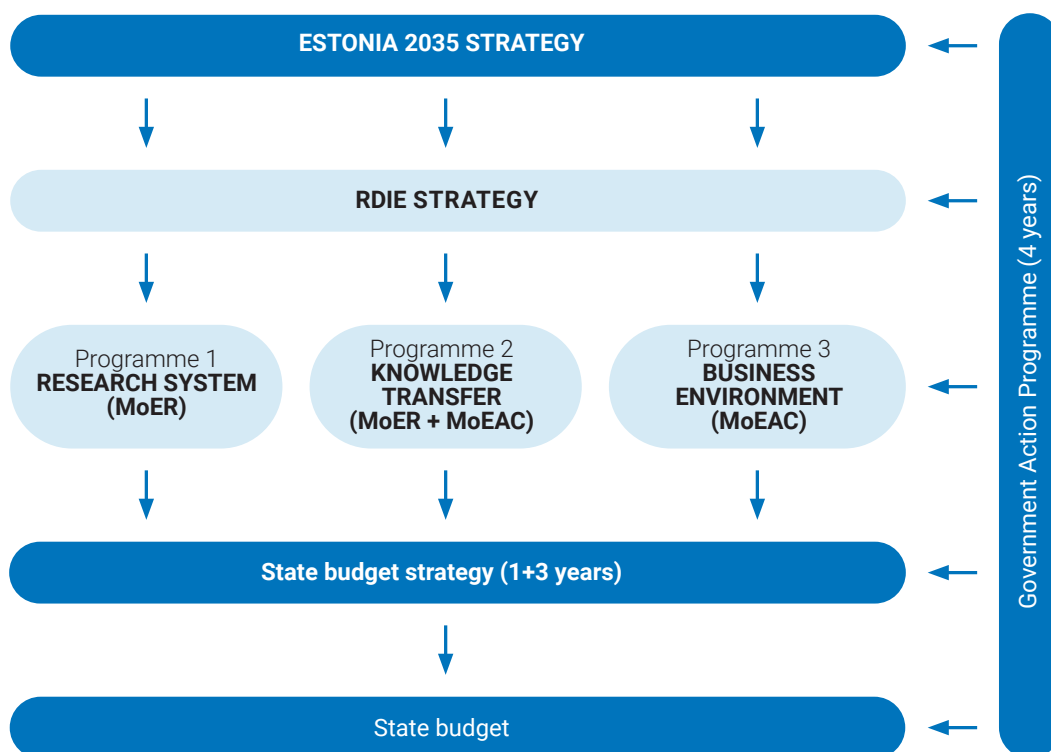 ESTONIA 2035 STRATEGY
RDIE STRATEGY
Programme 1
RESEARCH SYSTEM
(MoER)
Programme 2
KNOWLEDGE
TRANSFER
(MoER + MoEAC)
Programme 3
BUSINESS
ENVIRONMENT
(MoEAC)
State budget strategy (1+3 years)
State budget
Government Action Programme (4 years)